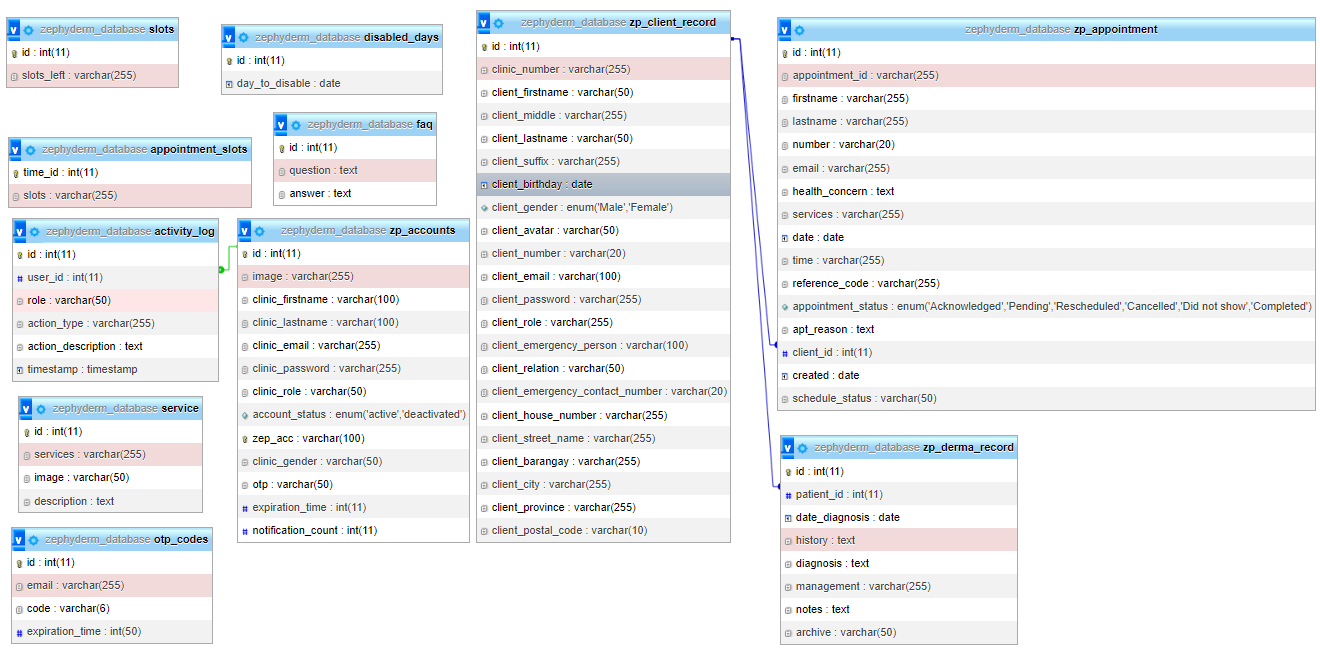 zephyderm_database slots
id : int(11)
slots_left : varchar(255)
zephyderm_database disabled_days
id : int(11)
day_to_disable : date
zephyderm_database faq
id : int(11)
question : text
answer : text
zephyderm_database appointment_slots
time_id : int(11)
slots : varchar(255)
zephyderm_database activity_log
id : int(11)
user_id : int(11)
role : varchar(50)
action_type : varchar(255)
action_description : text
timestamp : timestamp
zephyderm_database zp_accounts
id : int(11)
image : varchar(255)
clinic_firstname : varchar(100)
clinic_lastname : varchar(100)
clinic_email : varchar(255)
clinic_password : varchar(255)
clinic_role : varchar(50)
account_status : enum('active','deactivated')
zep_acc : varchar(100)
clinic_gender : varchar(50)
otp : varchar(50)
expiration_time : int(11)
notification_count : int(11)
zephyderm_database service
id : int(11)
services : varchar(255)
image : varchar(50)
description : text
zephyderm_database otp_codes
id : int(11)
email : varchar(255)
code : varchar(6)
expiration_time : int(50)
zephyderm_database zp_client_record
id : int(11)
clinic_number : varchar(255)
client_firstname : varchar(50)
client_middle : varchar(255)
client_lastname : varchar(50)
client_suffix : varchar(255)
client_birthday : date
client_gender : enum('Male','Female')
client_avatar : varchar(50)
client_number : varchar(20)
client_email : varchar(100)
client_password : varchar(255)
client_role : varchar(255)
client_emergency_person : varchar(100)
client_relation : varchar(50)
client_emergency_contact_number : varchar(20)
client_house_number : varchar(255)
client_street_name : varchar(255)
client_barangay : varchar(255)
client_city : varchar(255)
client_province : varchar(255)
client_postal_code : varchar(10)
zephyderm_database zp_appointment
id : int(11)
appointment_id : varchar(255)
firstname : varchar(255)
lastname : varchar(255)
number : varchar(20)
email : varchar(255)
health_concern : text
services : varchar(255)
date : date
time : varchar(255)
reference_code : varchar(255)
appointment_status : enum('Acknowledged','Pending','Rescheduled','Cancelled','Did not show','Completed')
apt_reason : text
client_id : int(11)
created : date
schedule_status : varchar(50)
zephyderm_database zp_derma_record
id : int(11)
patient_id : int(11)
date_diagnosis : date
history : text
diagnosis : text
management : varchar(255)
notes : text
archive : varchar(50)